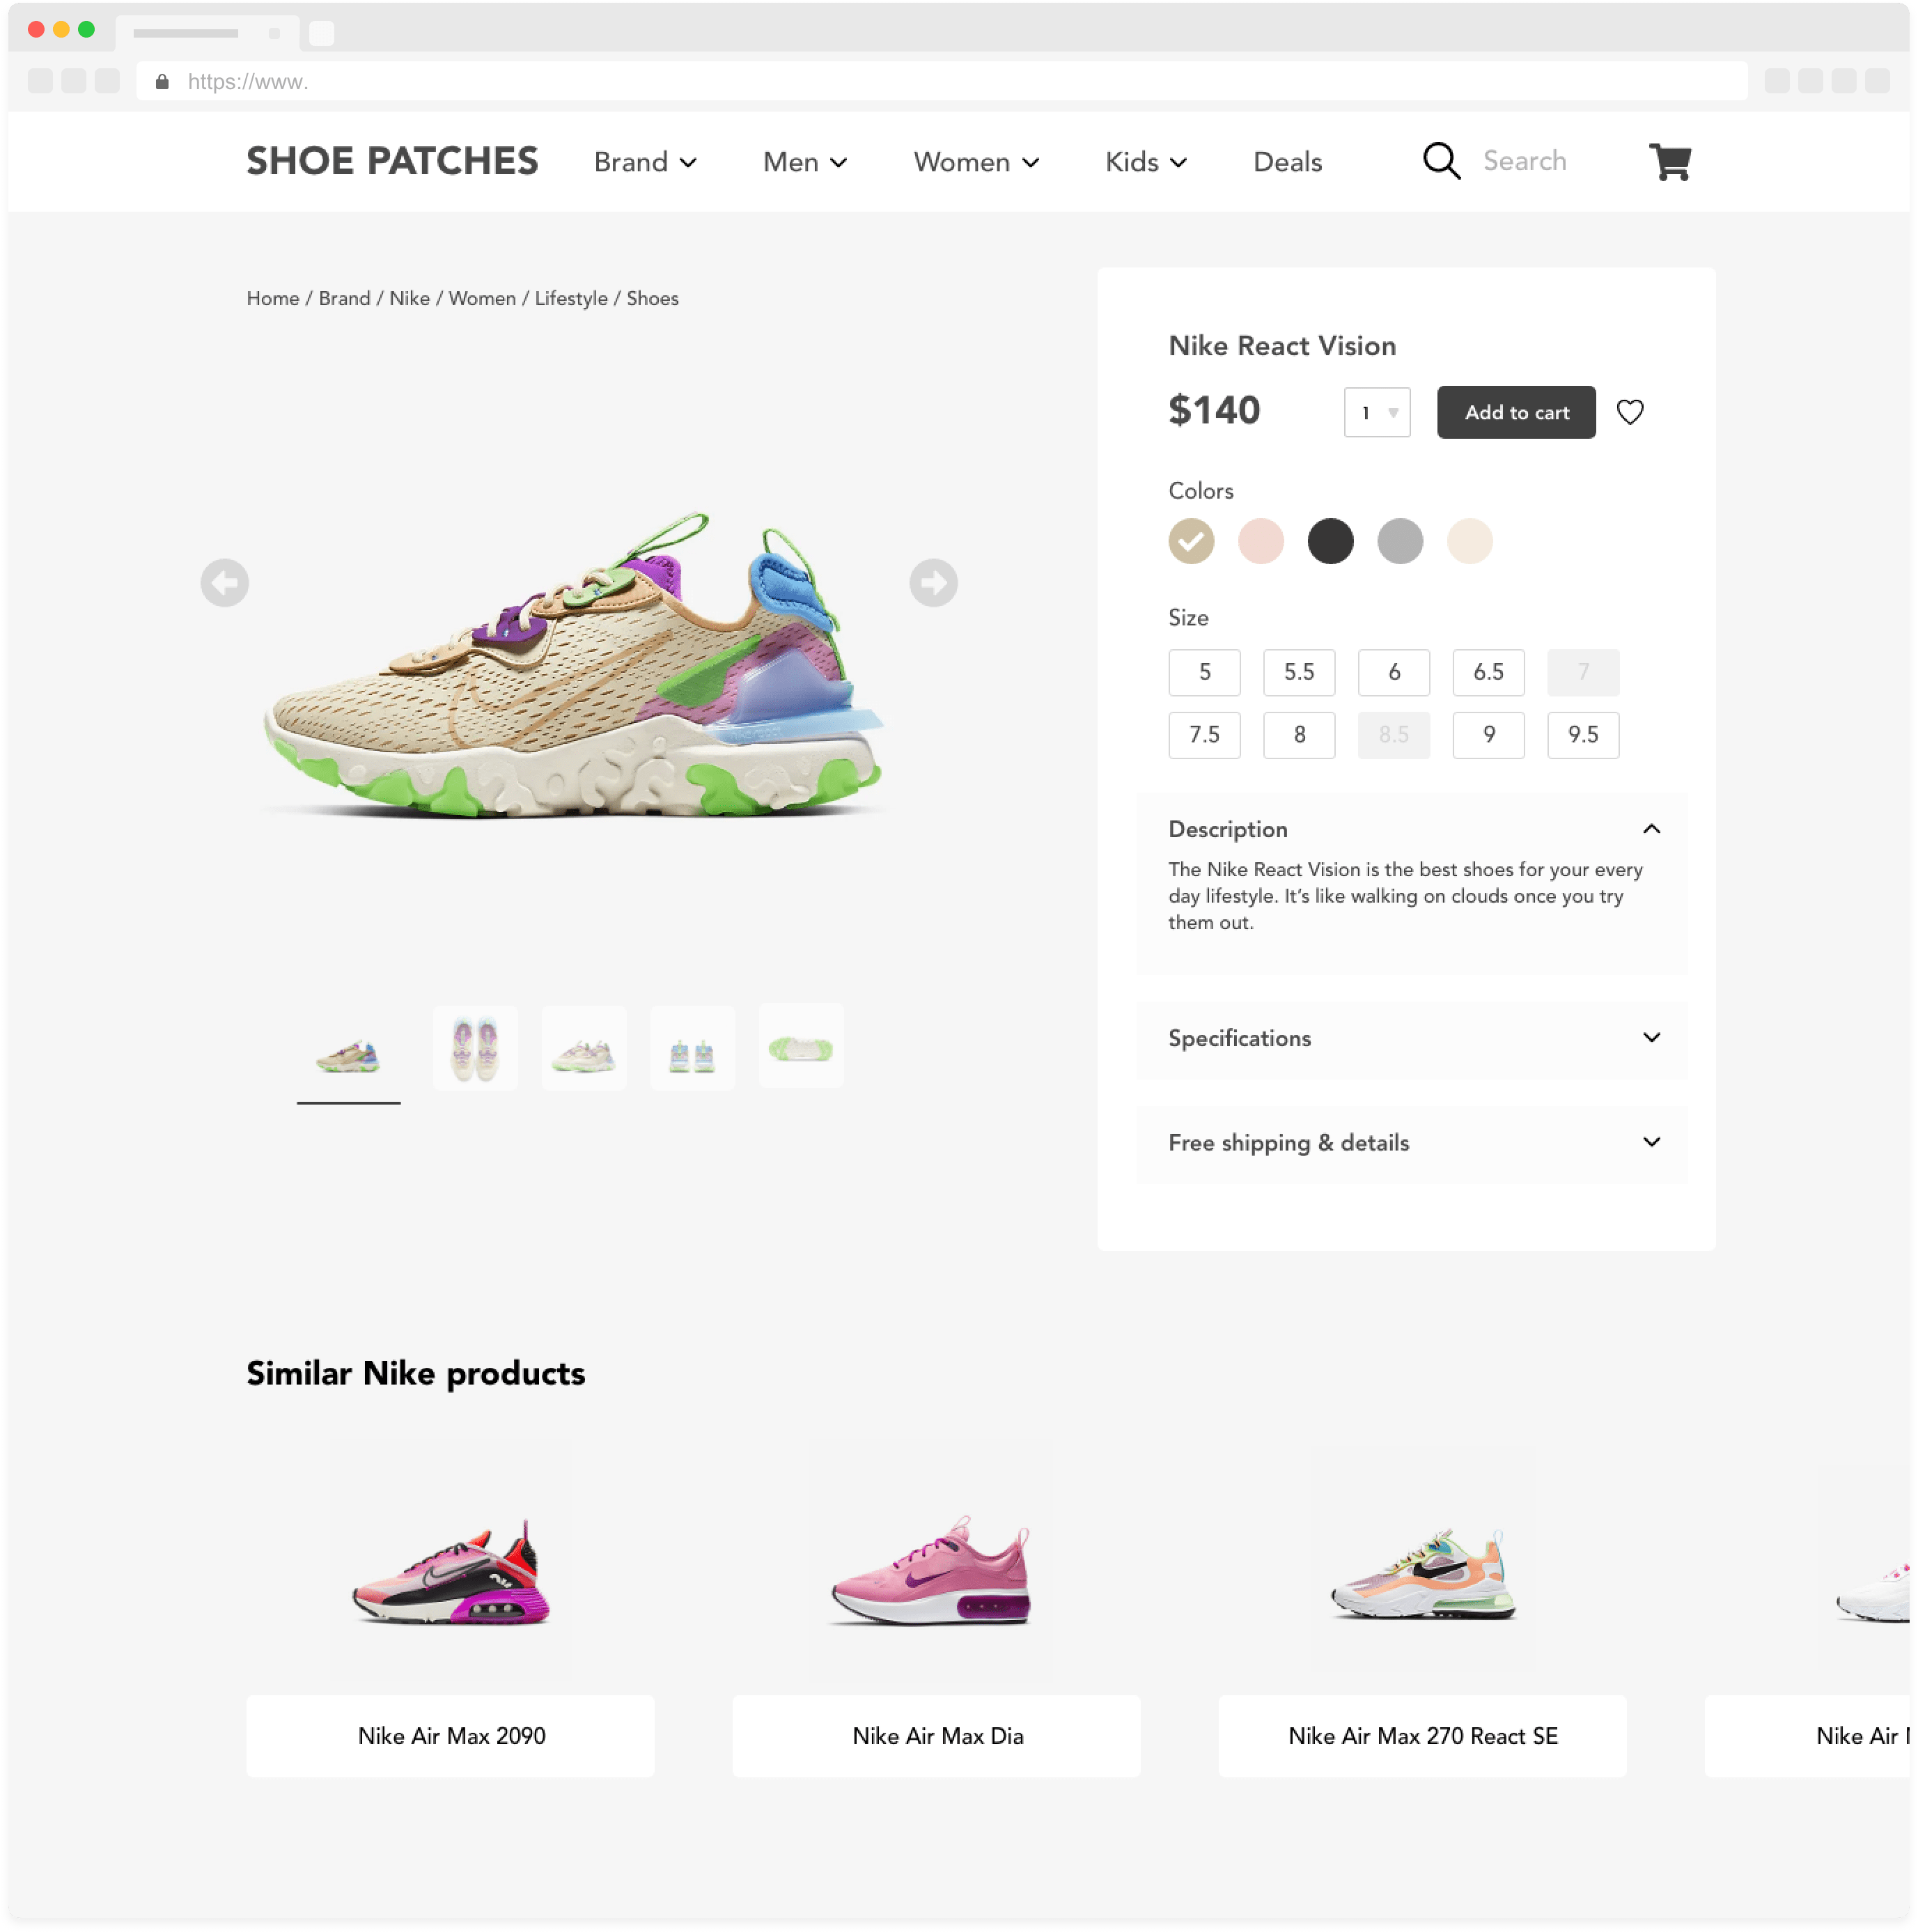 https://www.
SHOE PATCHES Brand Men Women Kids Deals Search
Home / Brand / Nike / Women / Lifestyle / Shoes
Nike React Vision
$140 1 Add to cart
Colors
Size
5 5.5 6 6.5 7
7.5 8 8.5 9 9.5
Description
The Nike React Vision is the best shoes for your every
day lifestyle. It’s like walking on clouds once you try
them out.
Specifications
Free shipping & details
Similar Nike products
Nike Air Max 2090 Nike Air Max Dia Nike Air Max 270 React SE Nike Air